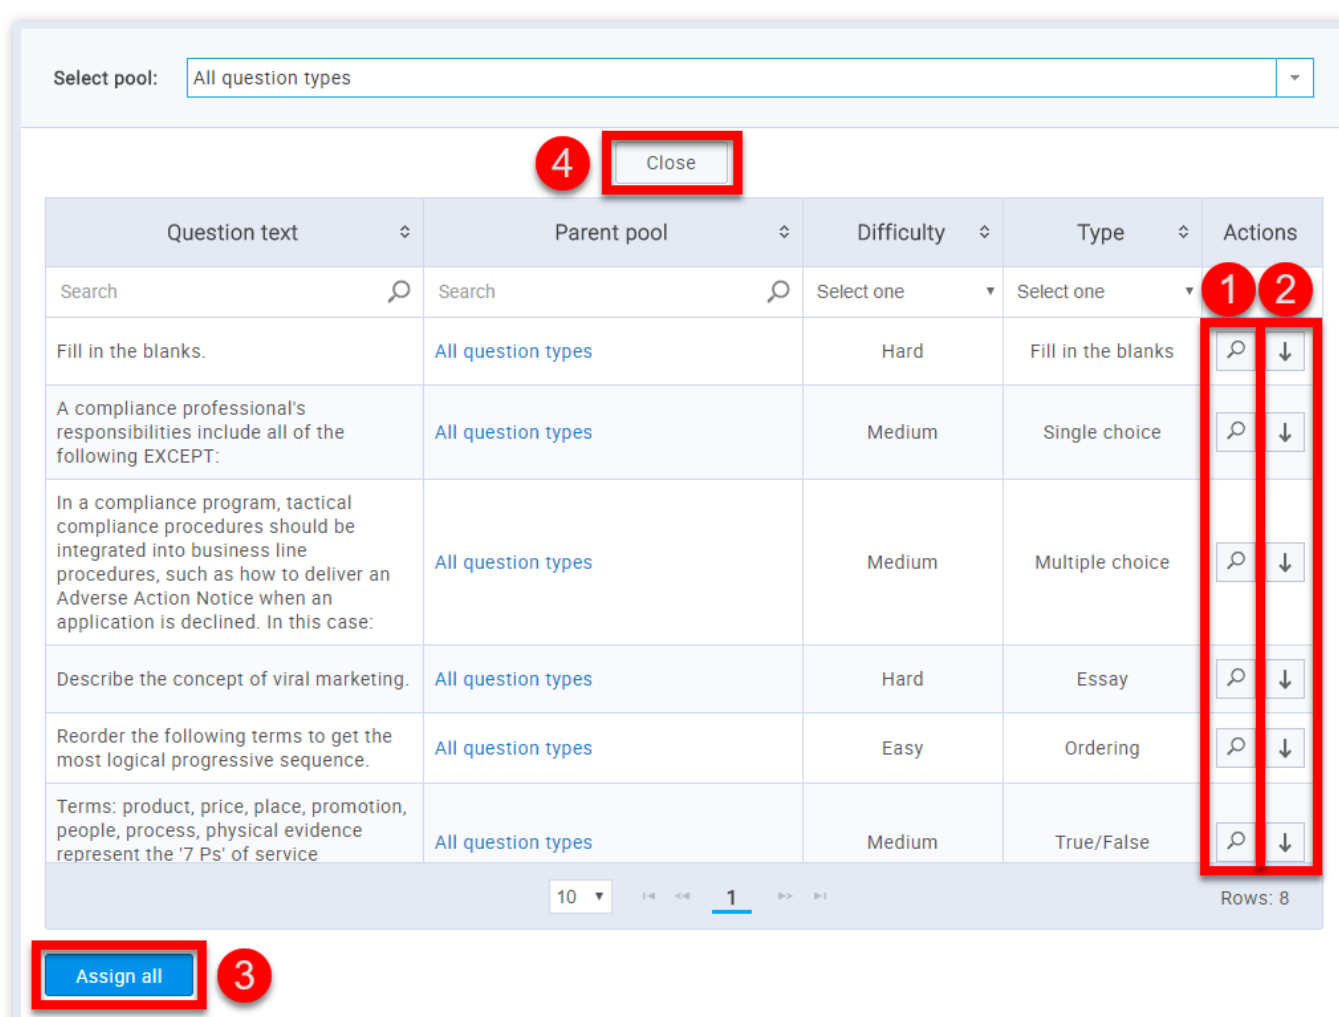 Select pool: All question types
4 Close
Question text Parent pool Difficulty Type Actions
Search Search Select one Select one 1 2
Fill in the blanks. All question types Hard Fill in the blanks
A compliance professional's
responsibilities include all of the All question types Medium Single choice
following EXCEPT:
In a compliance program, tactical
compliance procedures should be
integrated into business line
procedures, such as how to deliver an All question types Medium Multiple choice
Adverse Action Notice when an
application is declined. In this case:
Describe the concept of viral marketing. All question types Hard Essay
Reorder the following terms to get the
most logical progressive sequence. All question types Easy Ordering
Terms: product, price, place, promotion,
people, process, physical evidence All question types Medium True/False
represent the '7 Ps' of service
10 1 Rows: 8
Assign all 3